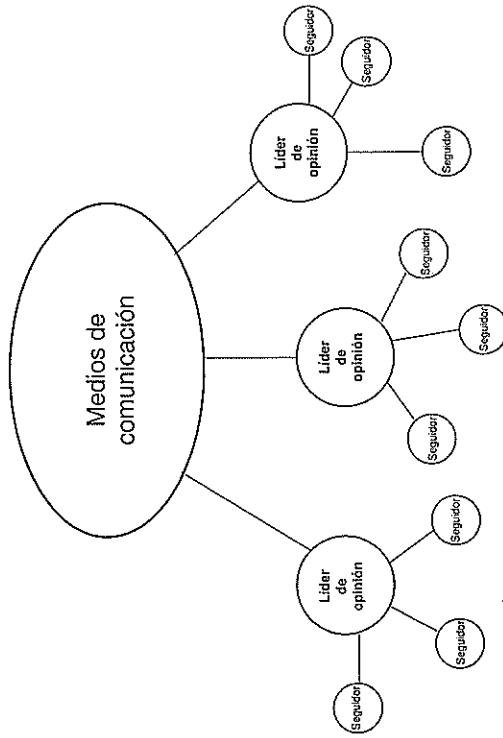 Medios de
comunicación
Líder
de
opinión
Líder
de
opinión
Líder
de
opinión
Seguidor
Seguidor
Seguidor
Seguidor
Seguidor
Seguidor
Seguidor
Seguidor
Seguidor